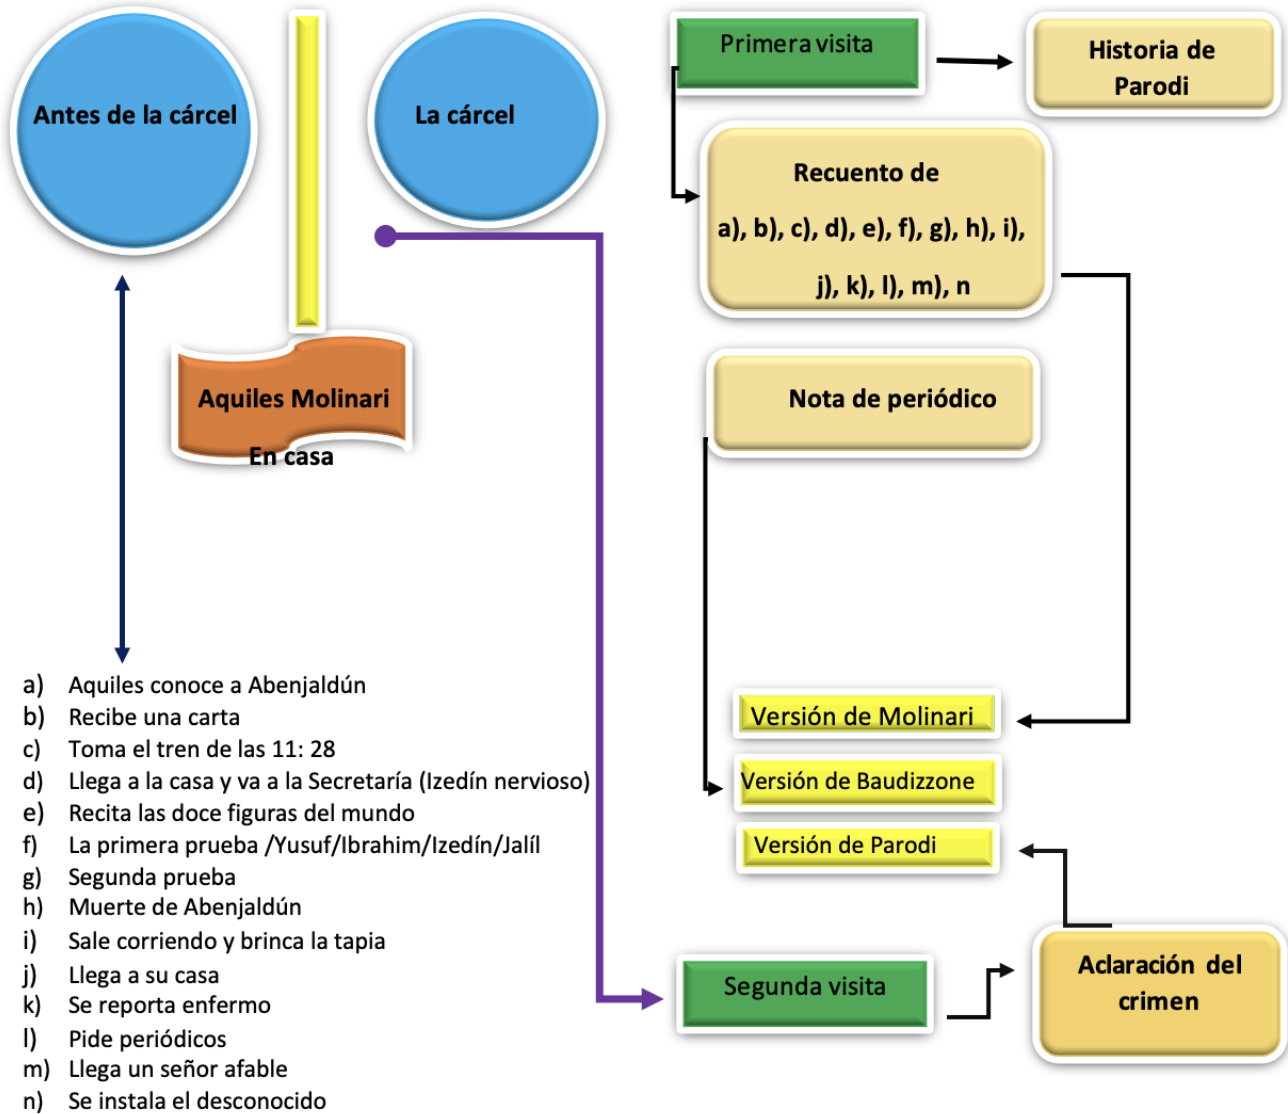 Antes de la cárcel
La cárcel
Aquiles Molinari
En casa
a) Aquiles conoce a Abenjaldún
b) Recibe una carta
c) Toma el tren de las 11: 28
d) Llega a la casa y va a la Secretaría (Izedín nervioso)
e) Recita las doce figuras del mundo
f) La primera prueba /Yusuf/Ibrahim/Izedín/Jalíl
g) Segunda prueba
h) Muerte de Abenjaldún
i) Sale corriendo y brinca la tapia
j) Llega a su casa
k) Se reporta enfermo
l) Pide periódicos
m) Llega un señor afable
n) Se instala el desconocido
Primera visita
Historia de
Parodi
Recuento de
a), b), c), d), e), f), g), h), i),
j), k), l), m), n
Nota de periódico
Versión de Molinari
Versión de Baudizzone
Versión de Parodi
Segunda visita
Aclaración del
crimen